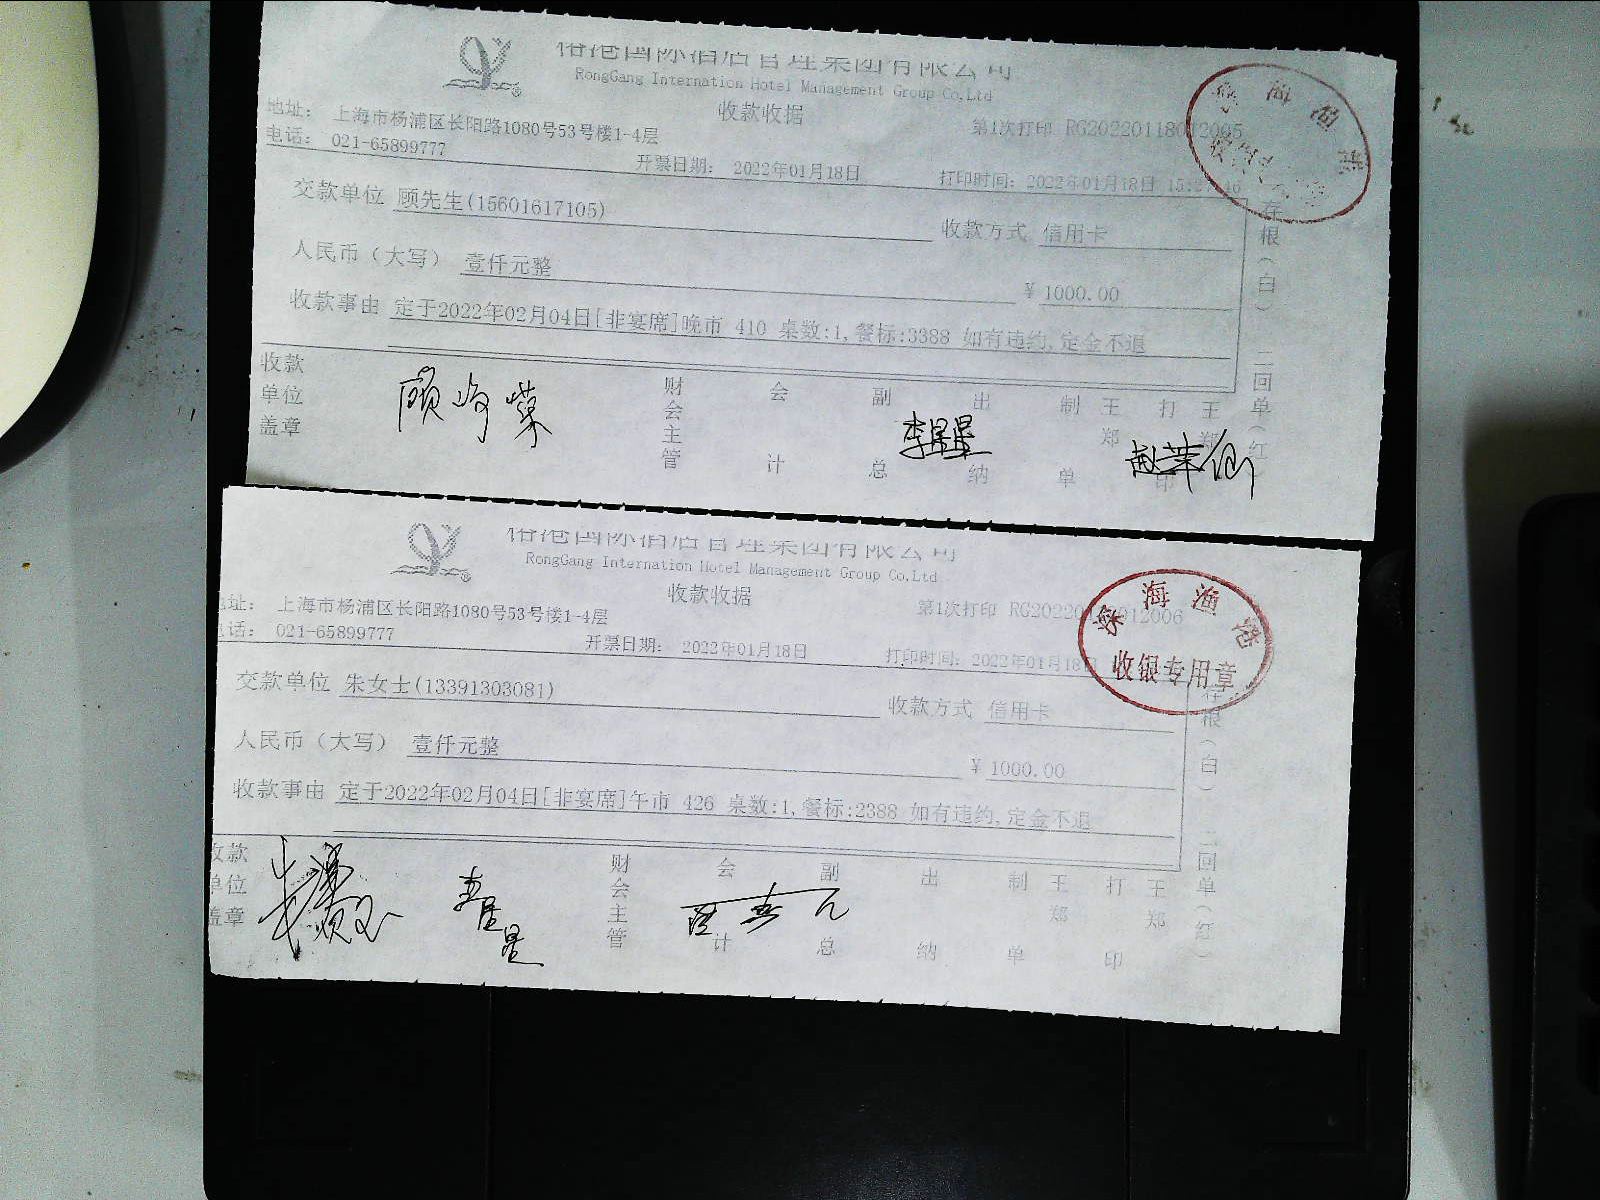 国际酒店管理集团有限公司
RongGang Internation Hotel Management Group Co,Ltd
收款收据
地址: 上海市杨浦区长阳路1080号53号楼1-4层
第1次打印 RG20220118012005
电话: 021-65899777
开票日期: 2022年01月18日
打印时间: 2022年01月18日
交款单位 顾先生(15601617105)
收款方式 信用卡
人民币（大写） 壹仟元整
¥ 1000.00
收款事由 定于2022年02月04日[非宴席]晚市 410 桌数:1,餐标:3388 如有违约,定金不退
存根（白） 二回单（红）
收款单位盖章
财会主管 会计 副总 出纳 制单 王郑 打印 王郑
李星星
国际酒店管理集团有限公司
RongGang Internation Hotel Management Group Co,Ltd
收款收据
地址: 上海市杨浦区长阳路1080号53号楼1-4层
第1次打印
电话: 021-65899777
开票日期: 2022年01月18日
打印时间: 2022年01月18日
深海渔港
收银专用章
交款单位 朱女士(13391303081)
收款方式 信用卡
人民币（大写） 壹仟元整
¥ 1000.00
收款事由 定于2022年02月04日[非宴席]午市 426 桌数:1,餐标:2388 如有违约,定金不退
存根（白） 二回单（红）
收款单位盖章
财会主管 会计 副总 出纳 制单 王郑 打印 王郑
李星星